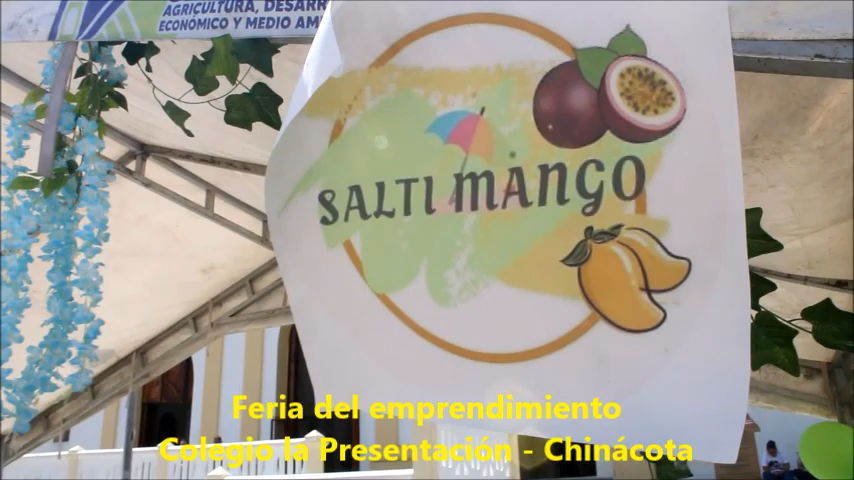 AGRICULTURA, DESARR
ECONÓMICO Y MEDIO AM
SALTI MANGO
Feria del emprendimiento
Colegio la Presentación - Chinácota